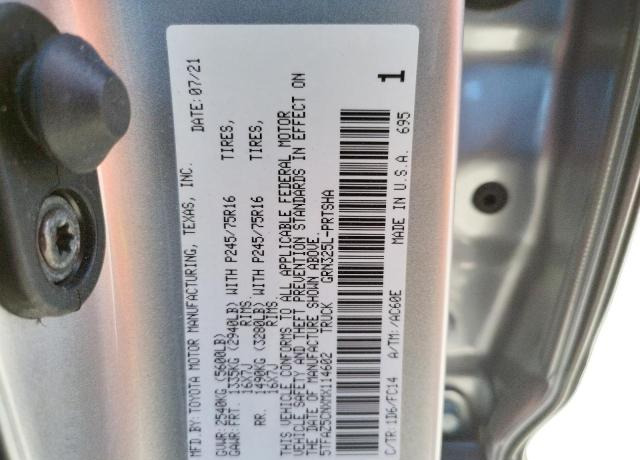 MFD BY: TOYOTA MOTOR MANUFACTURING, TEXAS, INC. DATE: 07/21
GVWR: 2540KG (5600LB)
GAWR: FRT. 1335KG (2940LB) WITH P245/75R16 TIRES,
16X7J RIMS.
RR. 1490KG (3280LB) WITH P245/75R16 TIRES,
16X7J RIMS.
THIS VEHICLE CONFORMS TO ALL APPLICABLE FEDERAL MOTOR
VEHICLE SAFETY AND THEFT PREVENTION STANDARDS IN EFFECT ON
THE DATE OF MANUFACTURE SHOWN ABOVE.
5TFAZ5CNXMX114602 TRUCK GRN325L-PRTSHA
C/TR: 1D6/FC14 A/TM: /AC60E MADE IN U.S.A. 695
1